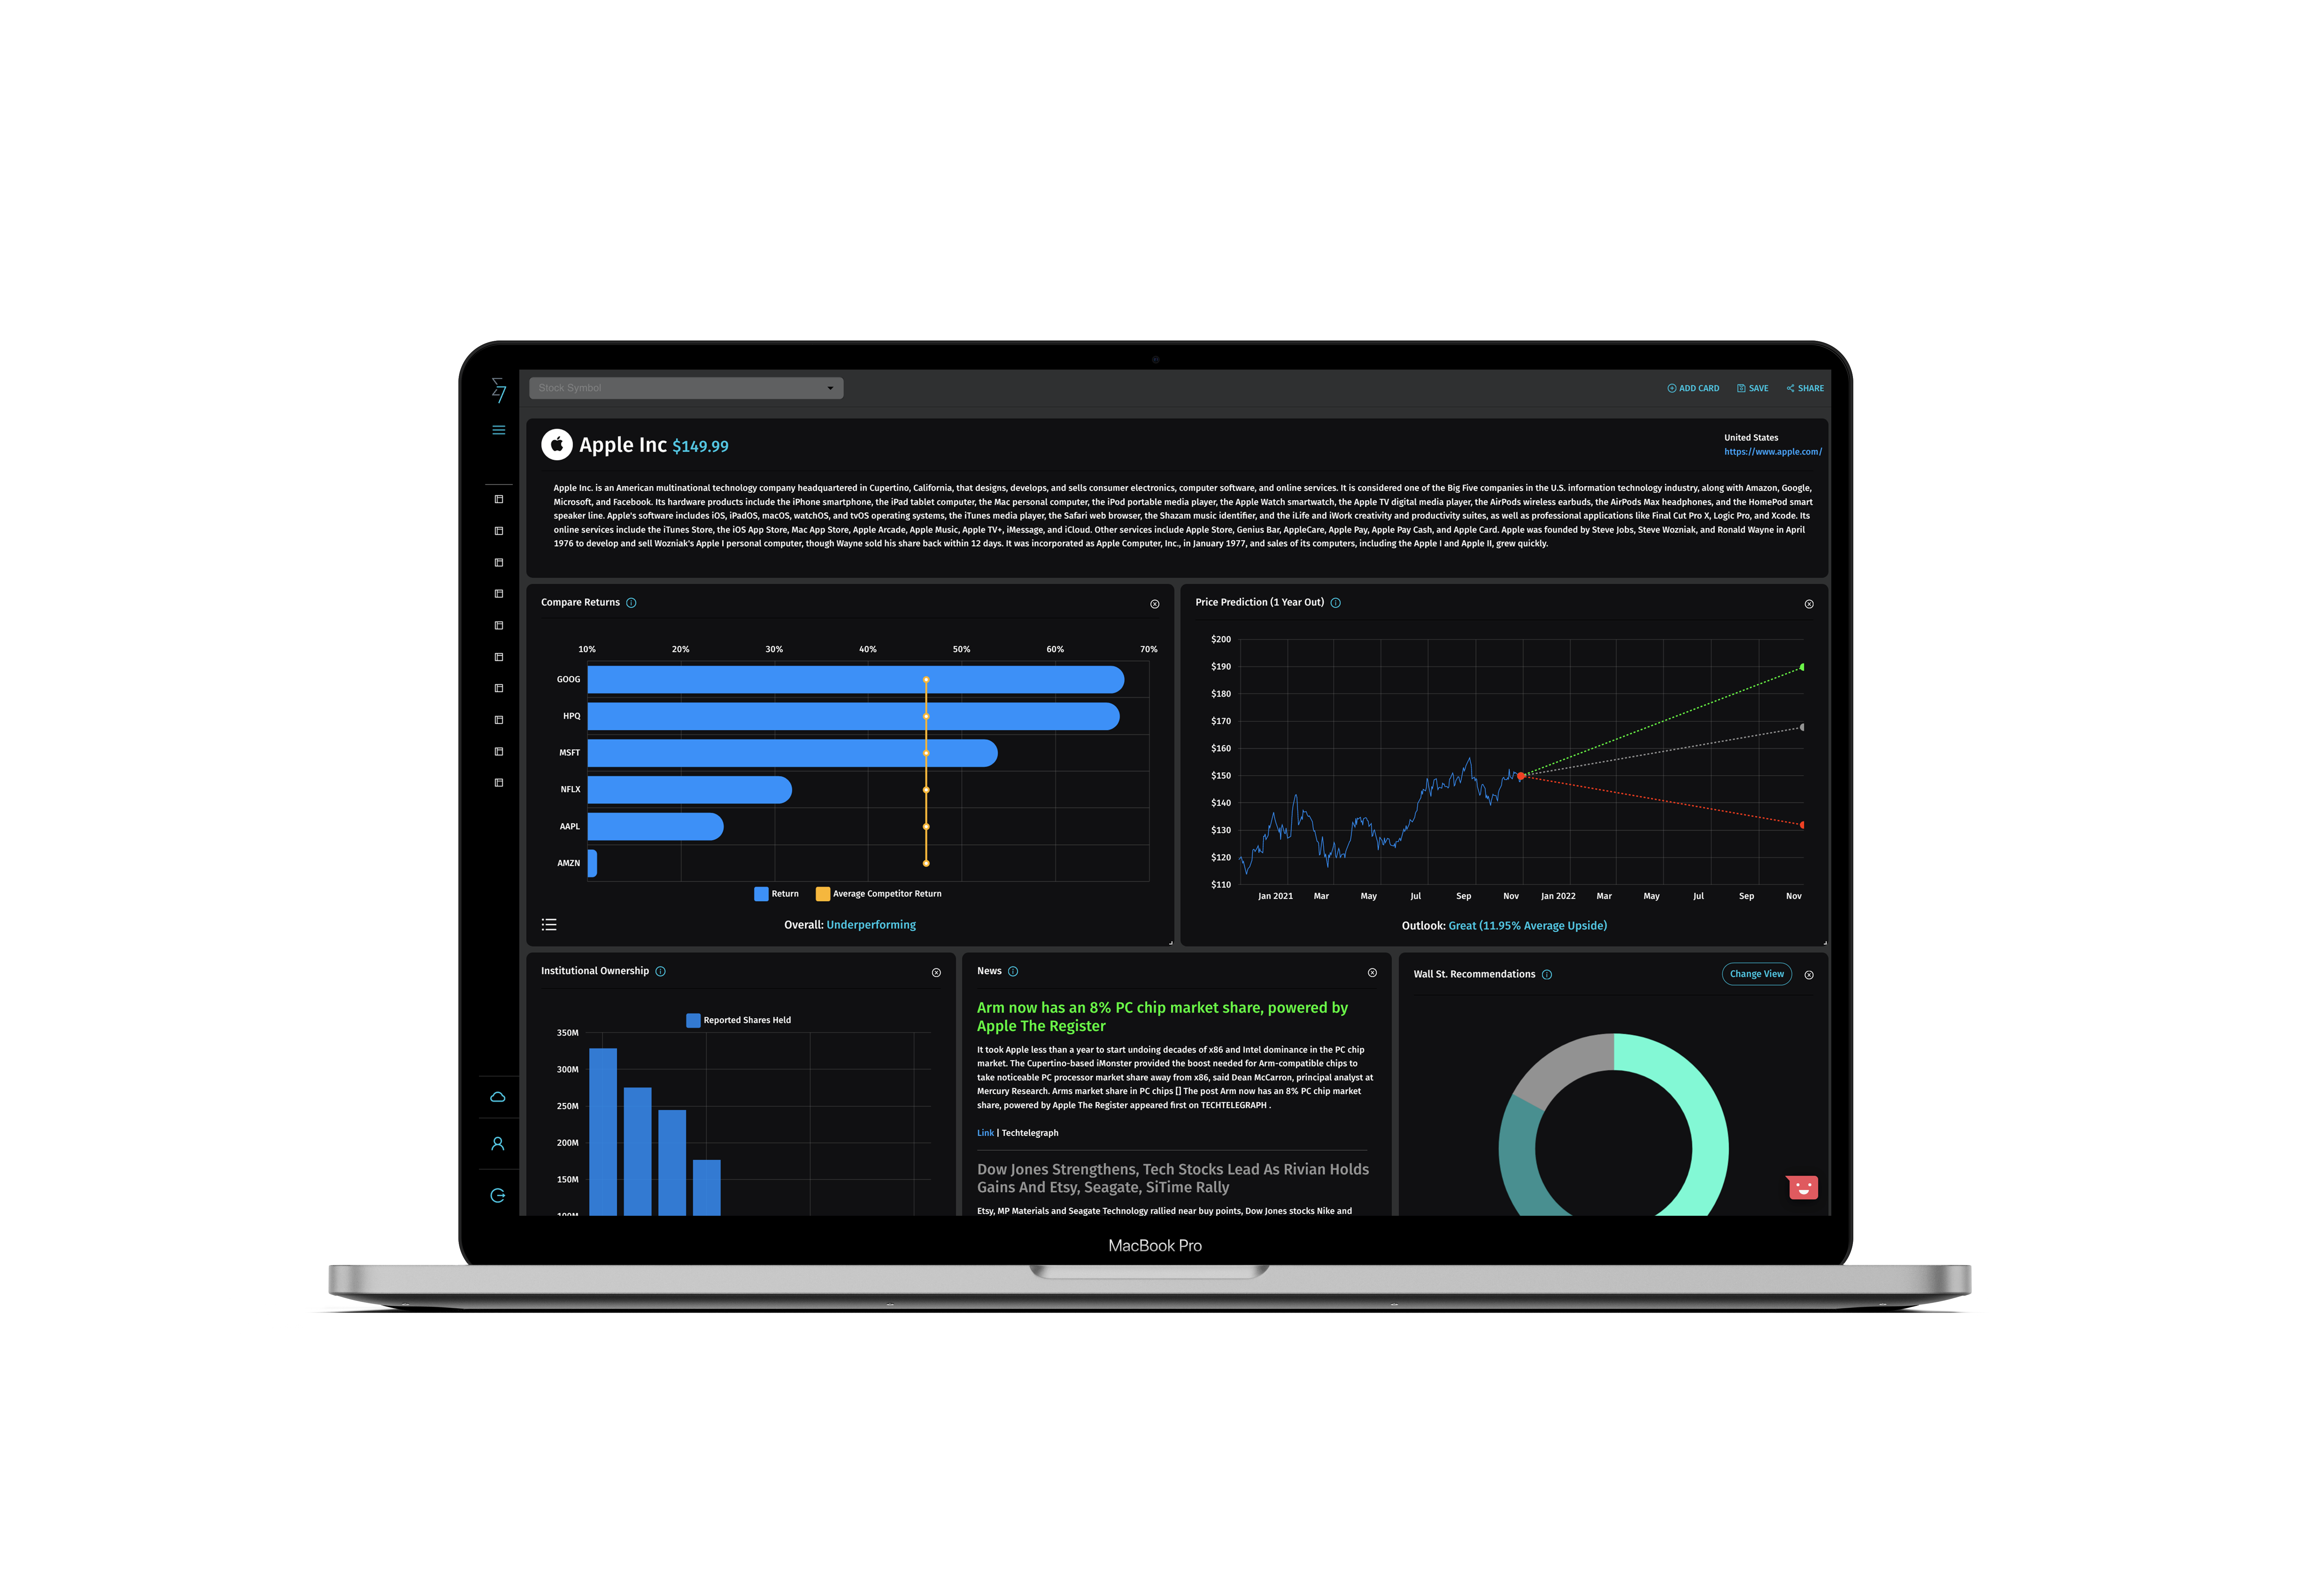 Stock Symbol
ADD CARD
SAVE
SHARE
Apple Inc $149.99
United States
https://www.apple.com/
Apple Inc. is an American multinational technology company headquartered in Cupertino, California, that designs, develops, and sells consumer electronics, computer software, and online services. It is considered one of the Big Five companies in the U.S. information technology industry, along with Amazon, Google,
Microsoft, and Facebook. Its hardware products include the iPhone smartphone, the iPad tablet computer, the Mac personal computer, the iPod portable media player, the Apple Watch smartwatch, the Apple TV digital media player, the AirPods wireless earbuds, the AirPods Max headphones, and the HomePod smart
speaker line. Apple's software includes iOS, iPadOS, macOS, watchOS, and tvOS operating systems, the iTunes media player, the Safari web browser, the Shazam music identifier, and the iLife and iWork creativity and productivity suites, as well as professional applications like Final Cut Pro X, Logic Pro, and Xcode. Its
online services include the iTunes Store, the iOS App Store, Mac App Store, Apple Arcade, Apple Music, Apple TV+, iMessage, and iCloud. Other services include Apple Store, Genius Bar, AppleCare, Apple Pay, Apple Pay Cash, and Apple Card. Apple was founded by Steve Jobs, Steve Wozniak, and Ronald Wayne in April
1976 to develop and sell Wozniak's Apple I personal computer, though Wayne sold his share back within 12 days. It was incorporated as Apple Computer, Inc., in January 1977, and sales of its computers, including the Apple I and Apple II, grew quickly.
Compare Returns
10% 20% 30% 40% 50% 60% 70%
GOOG
HPQ
MSFT
NFLX
AAPL
AMZN
Return Average Competitor Return
Overall: Underperforming
Price Prediction (1 Year Out)
$200
$190
$180
$170
$160
$150
$140
$130
$120
$110
Jan 2021 Mar May Jul Sep Nov Jan 2022 Mar May Jul Sep Nov
Outlook: Great (11.95% Average Upside)
Institutional Ownership
Reported Shares Held
350M
300M
250M
200M
150M
100M
News
Arm now has an 8% PC chip market share, powered by
Apple The Register
It took Apple less than a year to start undoing decades of x86 and Intel dominance in the PC chip
market. The Cupertino-based iMonster provided the boost needed for Arm-compatible chips to
take noticeable PC processor market share away from x86, said Dean McCarron, principal analyst at
Mercury Research. Arms market share in PC chips [] The post Arm now has an 8% PC chip market
share, powered by Apple The Register appeared first on TECHTELEGRAPH .
Link | Techtelegraph
Dow Jones Strengthens, Tech Stocks Lead As Rivian Holds
Gains And Etsy, Seagate, SiTime Rally
Etsy, MP Materials and Seagate Technology rallied near buy points, Dow Jones stocks Nike and
Wall St. Recommendations
Change View
MacBook Pro